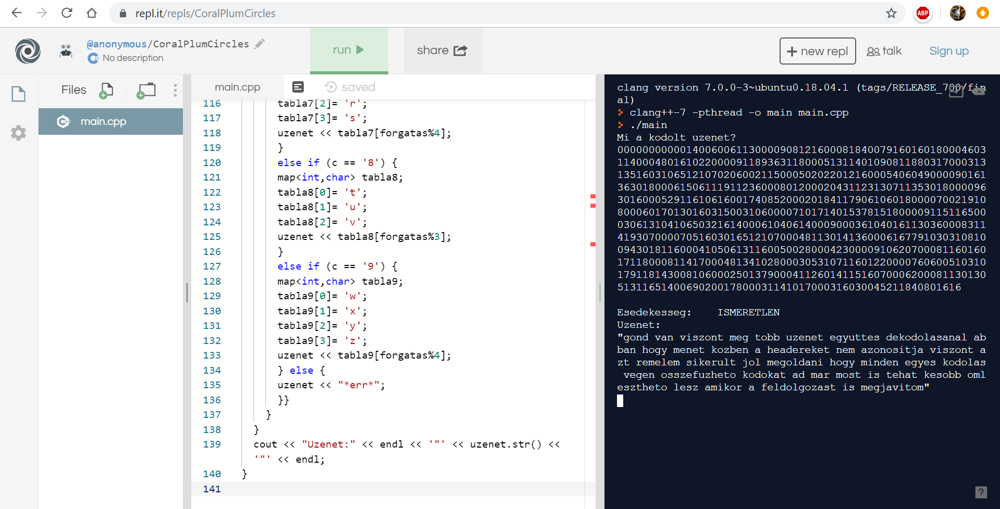 repl.it/repls/CoralPlumCircles
ABP
@anonymous/CoralPlumCircles
No description
run
share
+ new repl
talk
Sign up
Files
main.cpp
main.cpp
saved
116 tabla7[2]= 'r';
117 tabla7[3]= 's';
118 uzenet << tabla7[forgatas%4];
119 }
120 else if (c == '8') {
121 map<int,char> tabla8;
122 tabla8[0]= 't';
123 tabla8[1]= 'u';
124 tabla8[2]= 'v';
125 uzenet << tabla8[forgatas%3];
126 }
127 else if (c == '9') {
128 map<int,char> tabla9;
129 tabla9[0]= 'w';
130 tabla9[1]= 'x';
131 tabla9[2]= 'y';
132 tabla9[3]= 'z';
133 uzenet << tabla9[forgatas%4];
134 } else {
135 uzenet << "*err*";
136 }}
137 }
138 }
139 cout << "Uzenet:" << endl << '"' << uzenet.str() <<
'"' << endl;
140 }
141
clang version 7.0.0-3~ubuntu0.18.04.1 (tags/RELEASE_700/fin
al)
clang++-7 -pthread -o main main.cpp
./main
Mi a kodolt uzenet?
00000000000140060061130000908121600081840079160160180004603
11400048016102200009118936311800051311401090811880317000313
13516031065121070206002115000502022012160005406049000090161
36301800061506111911236000801200020431123130711353018000096
30160005291161061600174085200020184117906106018000070021910
80006017013016031500310600007101714015378151800009115116500
03061310410650321614000610406140009000361040161130360008311
41930700007051603016512107000481130141360006167791030310810
09430181160004105061311600500280004230000910620700081160160
17118000811417000481341028000305310711601220000760600510310
17911814300810600025013790004112601411516070006200081130130
5131165140069020017800031141017000316030045211840801616
Esedekesseg: ISMERETLEN
Uzenet:
"gond van viszont meg tobb uzenet egyuttes dekodolasanal ab
ban hogy menet kozben a headereket nem azonositja viszont a
zt remelem sikerult jol megoldani hogy minden egyes kodolas
vegen osszefuzheto kodokat ad mar most is tehat kesobb oml
esztheto lesz amikor a feldolgozast is megjavitom"
?